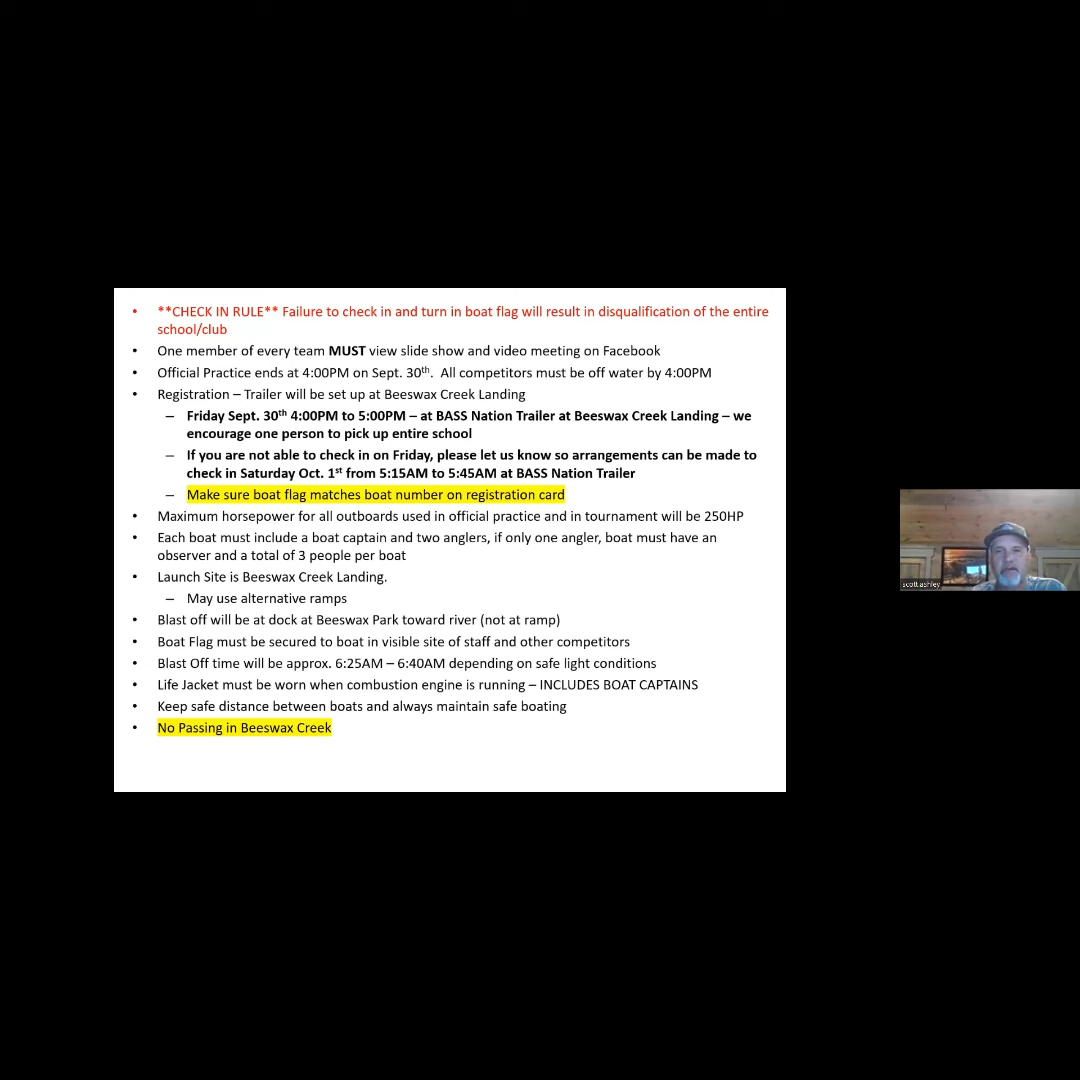 • **CHECK IN RULE** Failure to check in and turn in boat flag will result in disqualification of the entire
school/club
• One member of every team MUST view slide show and video meeting on Facebook
• Official Practice ends at 4:00PM on Sept. 30th. All competitors must be off water by 4:00PM
• Registration – Trailer will be set up at Beeswax Creek Landing
– Friday Sept. 30th 4:00PM to 5:00PM – at BASS Nation Trailer at Beeswax Creek Landing – we
encourage one person to pick up entire school
– If you are not able to check in on Friday, please let us know so arrangements can be made to
check in Saturday Oct. 1st from 5:15AM to 5:45AM at BASS Nation Trailer
– Make sure boat flag matches boat number on registration card
• Maximum horsepower for all outboards used in official practice and in tournament will be 250HP
• Each boat must include a boat captain and two anglers, if only one angler, boat must have an
observer and a total of 3 people per boat
• Launch Site is Beeswax Creek Landing.
– May use alternative ramps
• Blast off will be at dock at Beeswax Park toward river (not at ramp)
• Boat Flag must be secured to boat in visible site of staff and other competitors
• Blast Off time will be approx. 6:25AM – 6:40AM depending on safe light conditions
• Life Jacket must be worn when combustion engine is running – INCLUDES BOAT CAPTAINS
• Keep safe distance between boats and always maintain safe boating
• No Passing in Beeswax Creek
scott.ashley